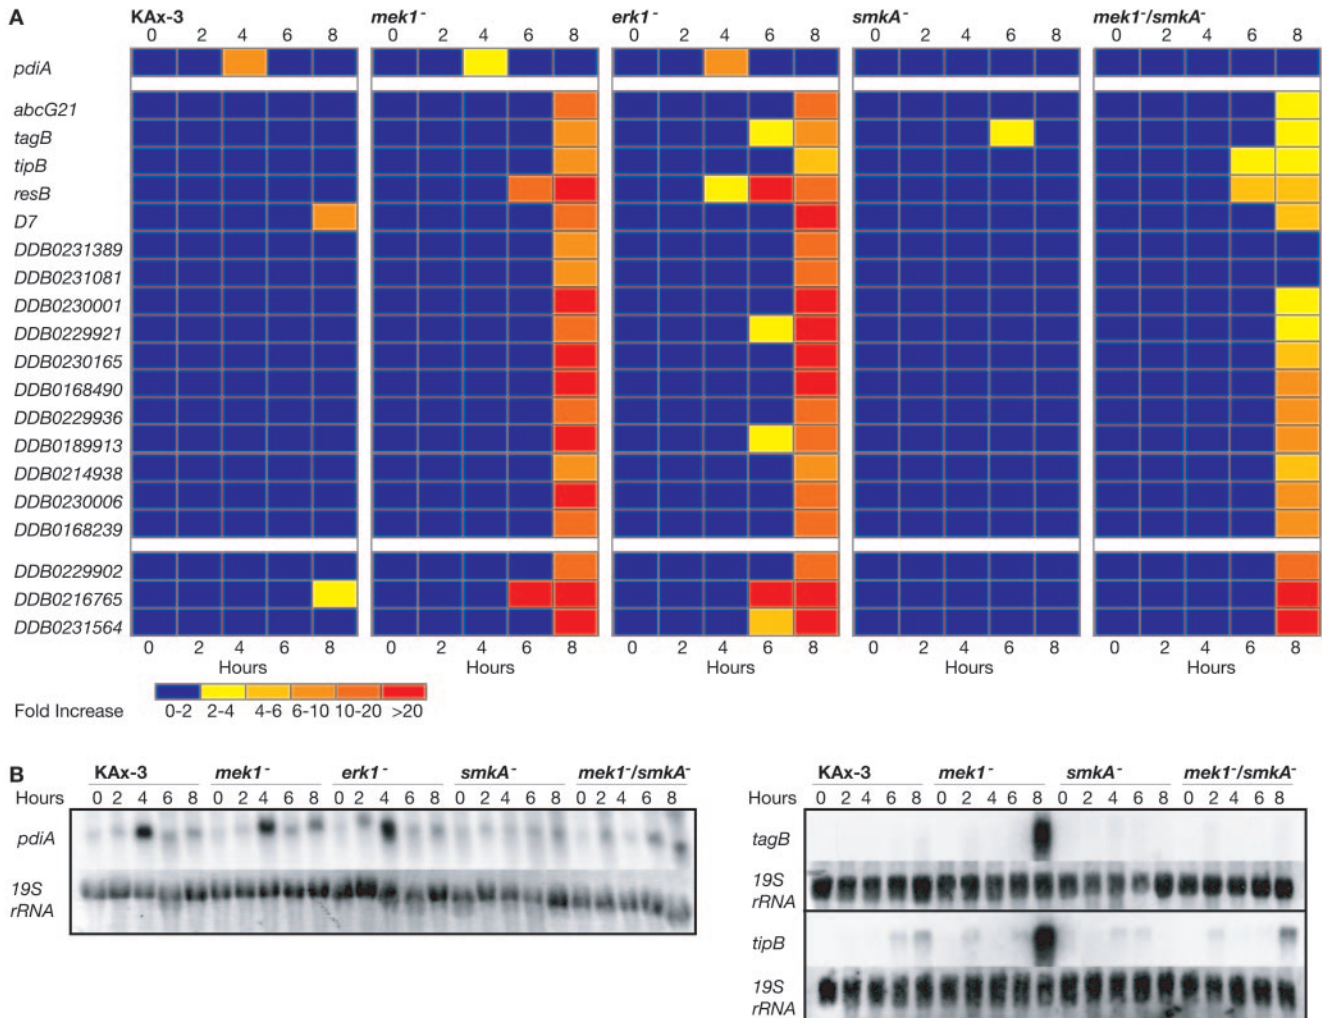 A
KAx-3 mek1- erk1- smkA- mek1-/smkA-
0 2 4 6 8 0 2 4 6 8 0 2 4 6 8 0 2 4 6 8 0 2 4 6 8
pdiA
abcG21
tagB
tipB
resB
D7
DDB0231389
DDB0231081
DDB0230001
DDB0229921
DDB0230165
DDB0168490
DDB0229936
DDB0189913
DDB0214938
DDB0230006
DDB0168239
DDB0229902
DDB0216765
DDB0231564
0 2 4 6 8 0 2 4 6 8 0 2 4 6 8 0 2 4 6 8 0 2 4 6 8
Hours Hours Hours Hours Hours
Fold Increase 0-2 2-4 4-6 6-10 10-20 >20
B
KAx-3 mek1- erk1- smkA- mek1-/smkA-
Hours 0 2 4 6 8 0 2 4 6 8 0 2 4 6 8 0 2 4 6 8 0 2 4 6 8
pdiA
19S
rRNA
KAx-3 mek1- smkA- mek1-/smkA-
Hours 0 2 4 6 8 0 2 4 6 8 0 2 4 6 8 0 2 4 6 8
tagB
19S
rRNA
tipB
19S
rRNA